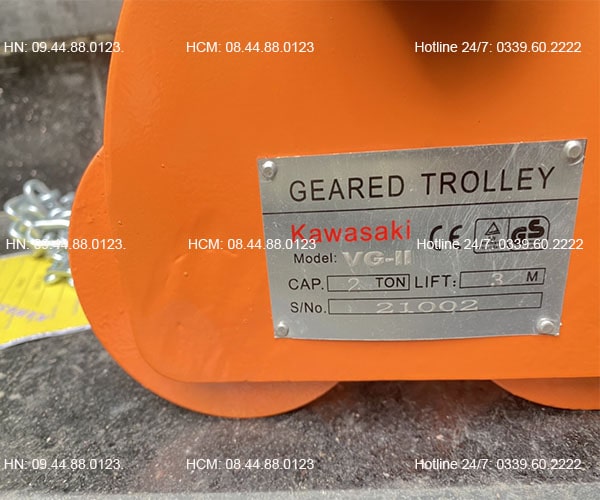 HN: 09.44.88.0123. HCM: 08.44.88.0123 Hotline 24/7: 0339.60.2222
GEARED TROLLEY
Kawasaki CE GS
HN: 09.44.88.0123. HCM: 08.44.88.0123 Hotline 24/7: 0339.60.2222
Model: VG-II
CAP. 2 TON LIFT: 3 M
S/No. 21002
HN: 09.44.88.0123. HCM: 08.44.88.0123 Hotline 24/7: 0339.60.2222